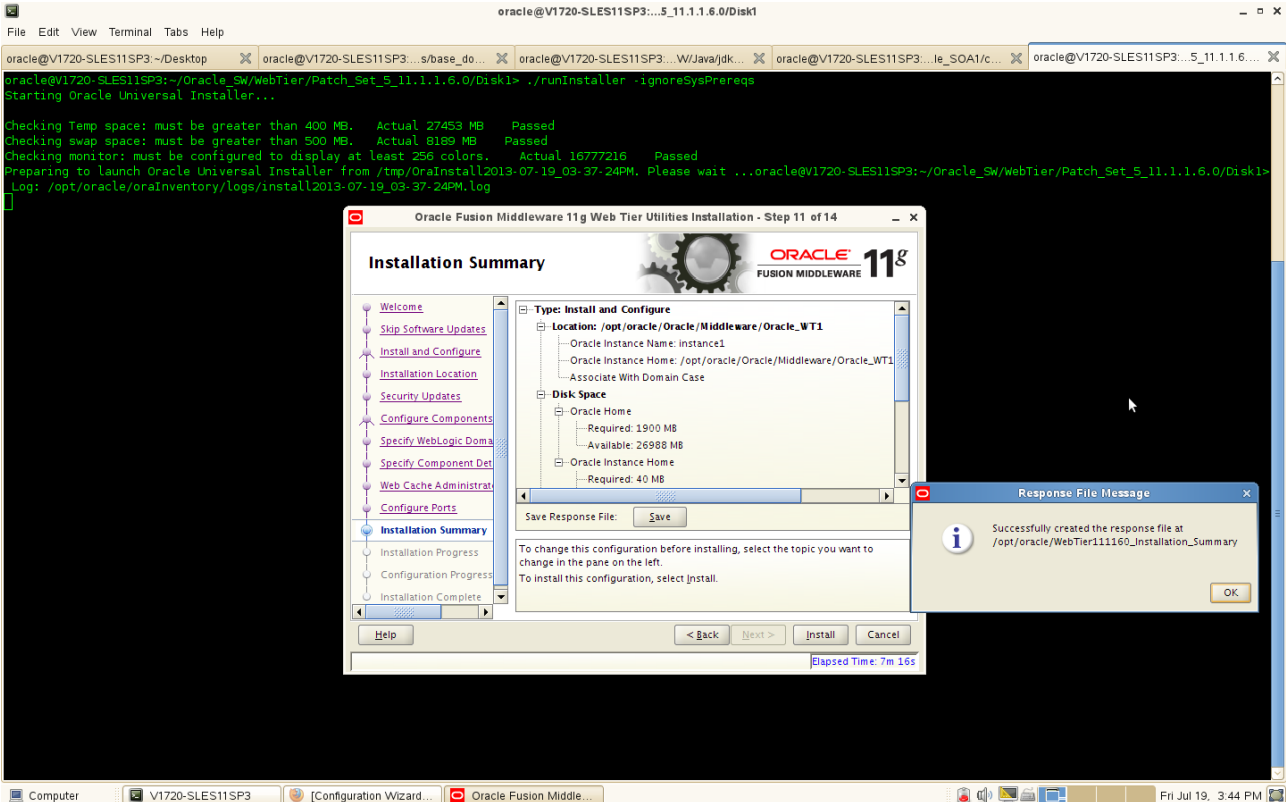 oracle@V1720-SLES11SP3:...5_11.1.1.6.0/Disk1
File Edit View Terminal Tabs Help
oracle@V1720-SLES11SP3:~/Desktop
oracle@V1720-SLES11SP3:...s/base_do...
oracle@V1720-SLES11SP3:...W/Java/jdk...
oracle@V1720-SLES11SP3:...le_SOA1/c...
oracle@V1720-SLES11SP3:...5_11.1.1.6....
oracle@V1720-SLES11SP3:~/Oracle_SW/WebTier/Patch_Set_5_11.1.1.6.0/Disk1> ./runInstaller -ignoreSysPrereqs
Starting Oracle Universal Installer...
Checking Temp space: must be greater than 400 MB.   Actual 27453 MB    Passed
Checking swap space: must be greater than 500 MB.   Actual 8189 MB    Passed
Checking monitor: must be configured to display at least 256 colors.    Actual 16777216    Passed
Preparing to launch Oracle Universal Installer from /tmp/OraInstall2013-07-19_03-37-24PM. Please wait ...oracle@V1720-SLES11SP3:~/Oracle_SW/WebTier/Patch_Set_5_11.1.1.6.0/Disk1>
Log: /opt/oracle/oraInventory/logs/install2013-07-19_03-37-24PM.log
Oracle Fusion Middleware 11g Web Tier Utilities Installation - Step 11 of 14
Installation Summary
ORACLE
FUSION MIDDLEWARE
11g
Welcome
Skip Software Updates
Install and Configure
Installation Location
Security Updates
Configure Components
Specify WebLogic Doma
Specify Component Det
Web Cache Administrat
Configure Ports
Installation Summary
Installation Progress
Configuration Progress
Installation Complete
Type: Install and Configure
Location: /opt/oracle/Oracle/Middleware/Oracle_WT1
Oracle Instance Name: instance1
Oracle Instance Home: /opt/oracle/Oracle/Middleware/Oracle_WT1
Associate With Domain Case
Disk Space
Oracle Home
Required: 1900 MB
Available: 26988 MB
Oracle Instance Home
Required: 40 MB
Save Response File: Save
To change this configuration before installing, select the topic you want to
change in the pane on the left.
To install this configuration, select Install.
Help
< Back
Next >
Install
Cancel
Elapsed Time: 7m 16s
Response File Message
Successfully created the response file at
/opt/oracle/WebTier111160_Installation_Summary
OK
Computer
V1720-SLES11SP3
[Configuration Wizard...
Oracle Fusion Middle...
Fri Jul 19, 3:44 PM